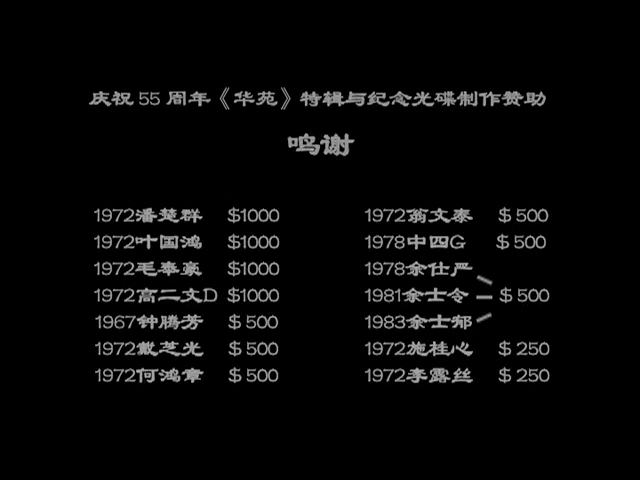 庆祝 55 周年《华苑》特辑与纪念光碟制作赞助
鸣谢
1972潘楚群 $1000
1972叶国鸿 $1000
1972毛奉豪 $1000
1972高二文D $1000
1967钟腾芳 $ 500
1972戴芝光 $ 500
1972何鸿章 $ 500
1972翁文泰 $ 500
1978中四G $ 500
1978余仕严
1981余士令 $ 500
1983余士郁
1972施桂心 $ 250
1972李露丝 $ 250